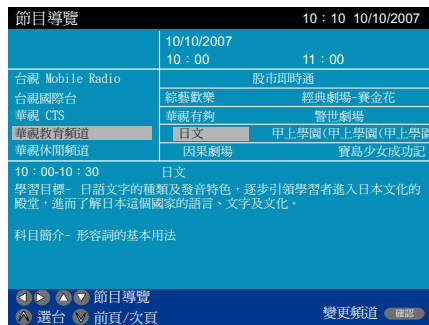 節目導覽 10：10 10/10/2007
10/10/2007
10：00 11：00
台視 Mobile Radio 股市即時通
台視國際台 綜藝歡樂 經典劇場-賽金花
華視 CTS 華視有夠 警世劇場
華視教育頻道 日文 甲上學園(甲上學園(甲上學園
華視休閒頻道 因果劇場 寶島少女成功記
10：00-10：30 日文
學習目標- 日語文字的種類及發音特色，逐步引領學習者進入日本文化的
殿堂，進而了解日本這個國家的語言、文字及文化。
科目簡介- 形容詞的基本用法
節目導覽
選台 前頁/次頁 變更頻道 確認